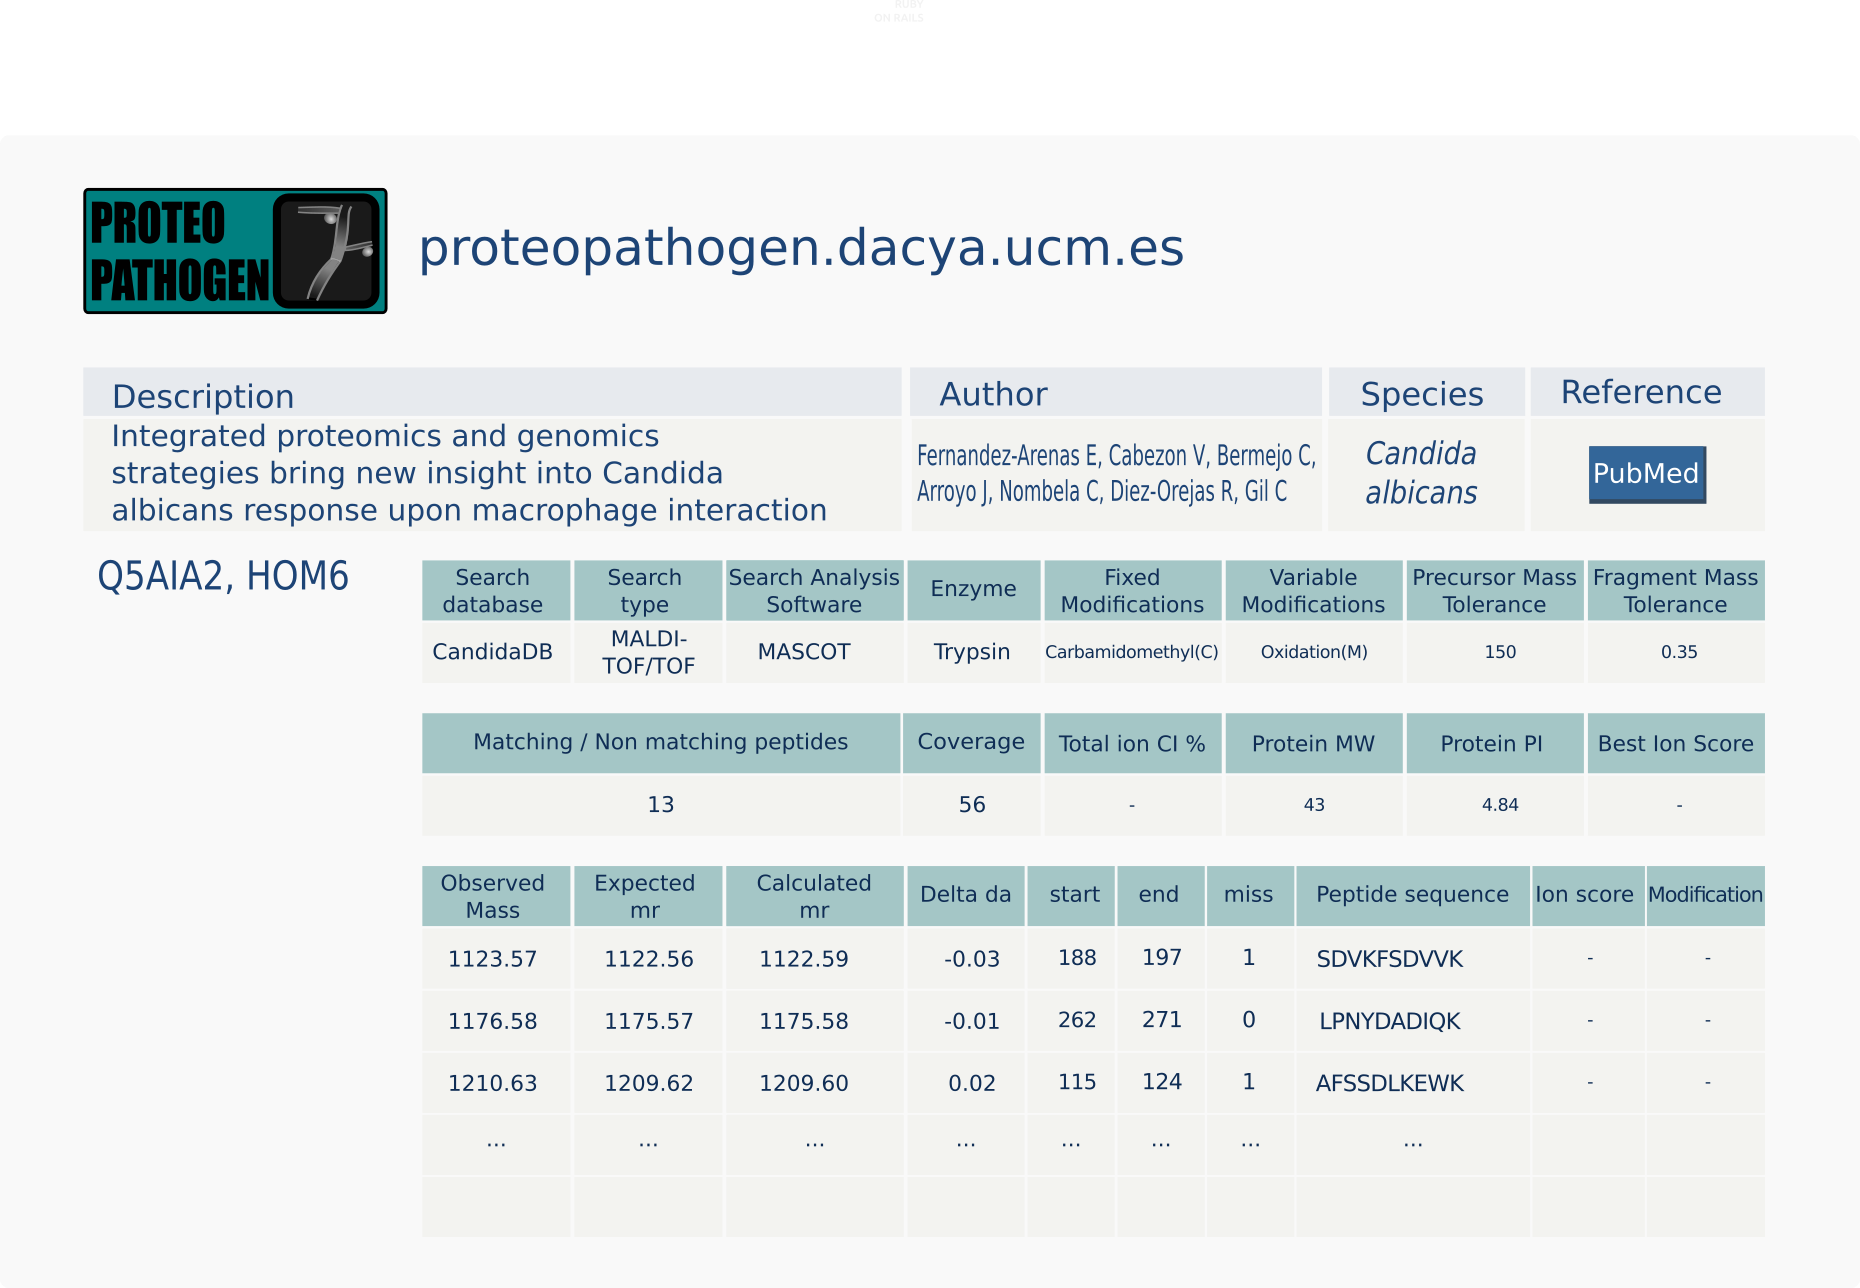 RUBY
ON RAILS
PROTEO
PATHOGEN
proteopathogen.dacya.ucm.es
Description Author Species Reference
Integrated proteomics and genomics
strategies bring new insight into Candida
albicans response upon macrophage interaction
Fernandez-Arenas E, Cabezon V, Bermejo C,
Arroyo J, Nombela C, Diez-Orejas R, Gil C
Candida
albicans
PubMed
Q5AIA2, HOM6
Search
database
Search
type
Search Analysis
Software
Enzyme
Fixed
Modifications
Variable
Modifications
Precursor Mass
Tolerance
Fragment Mass
Tolerance
CandidaDB
MALDI-
TOF/TOF
MASCOT
Trypsin
Carbamidomethyl(C)
Oxidation(M)
150
0.35
Matching / Non matching peptides Coverage Total ion CI % Protein MW Protein PI Best Ion Score
13 56 - 43 4.84 -
Observed
Mass
Expected
mr
Calculated
mr
Delta da
start
end
miss
Peptide sequence
Ion score
Modification
1123.57 1122.56 1122.59 -0.03 188 197 1 SDVKFSDVVK - -
1176.58 1175.57 1175.58 -0.01 262 271 0 LPNYDADIQK - -
1210.63 1209.62 1209.60 0.02 115 124 1 AFSSDLKEWK - -
... ... ... ... ... ... ... ...